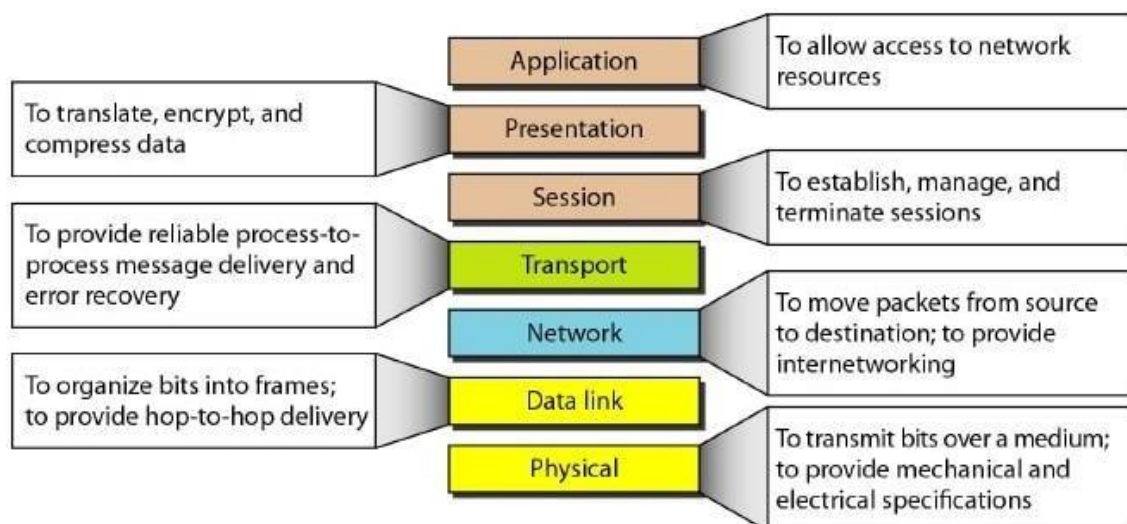 Application
To allow access to network
resources
To translate, encrypt, and
compress data
Presentation
Session
To establish, manage, and
terminate sessions
To provide reliable process-to-
process message delivery and
error recovery
Transport
Network
To move packets from source
to destination; to provide
internetworking
To organize bits into frames;
to provide hop-to-hop delivery
Data link
Physical
To transmit bits over a medium;
to provide mechanical and
electrical specifications